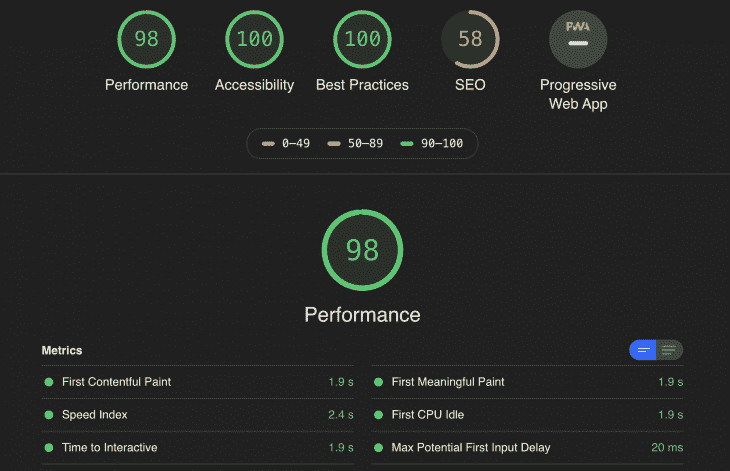 98 100 100 58 PWA
Performance Accessibility Best Practices SEO Progressive
Web App
0–49 50–89 90–100
98
Performance
Metrics
First Contentful Paint 1.9 s First Meaningful Paint 1.9 s
Speed Index 2.4 s First CPU Idle 1.9 s
Time to Interactive 1.9 s Max Potential First Input Delay 20 ms